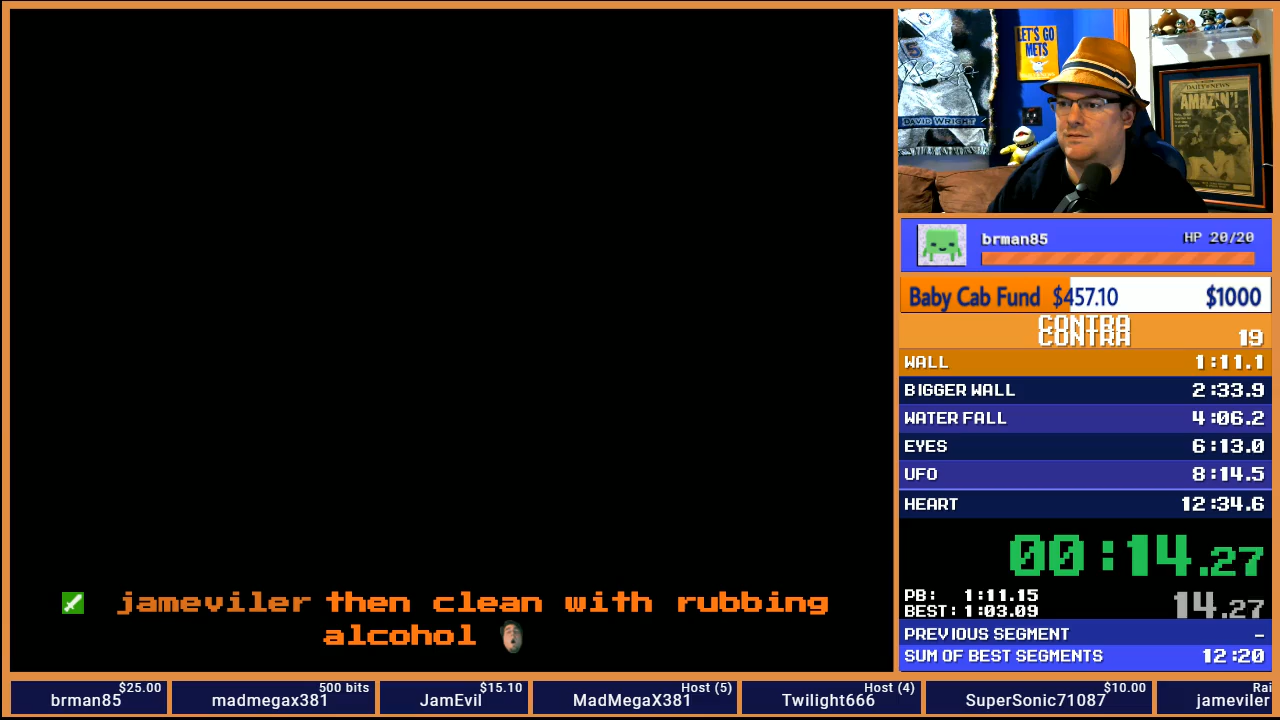 LET'S GO
METS
5
DAVID WRIGHT
DAILY NEWS
AMAZIN'!
brman85 HP 20/20
Baby Cab Fund $457.10 $1000
CONTRA
CONTRA 19
WALL 1:11.1
BIGGER WALL 2:33.9
WATER FALL 4:06.2
EYES 6:13.0
UFO 8:14.5
HEART 12:34.6
00:14.27
PB: 1:11.15
BEST: 1:03.09 14.27
PREVIOUS SEGMENT –
SUM OF BEST SEGMENTS 12:20
jameviler then clean with rubbing
alcohol
$25.00 500 bits $15.10 Host (5) Host (4) $10.00 Rai
brman85 madmegax381 JamEvil MadMegaX381 Twilight666 SuperSonic71087 jameviler